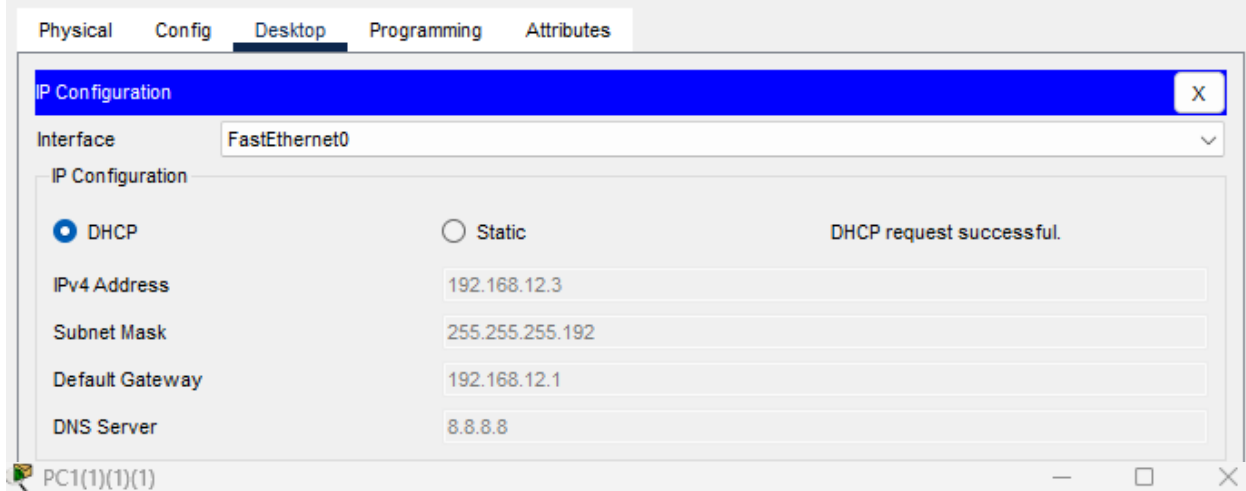 Physical Config Desktop Programming Attributes
IP Configuration X
Interface FastEthernet0
IP Configuration
DHCP Static DHCP request successful.
IPv4 Address 192.168.12.3
Subnet Mask 255.255.255.192
Default Gateway 192.168.12.1
DNS Server 8.8.8.8
PC1(1)(1)(1)